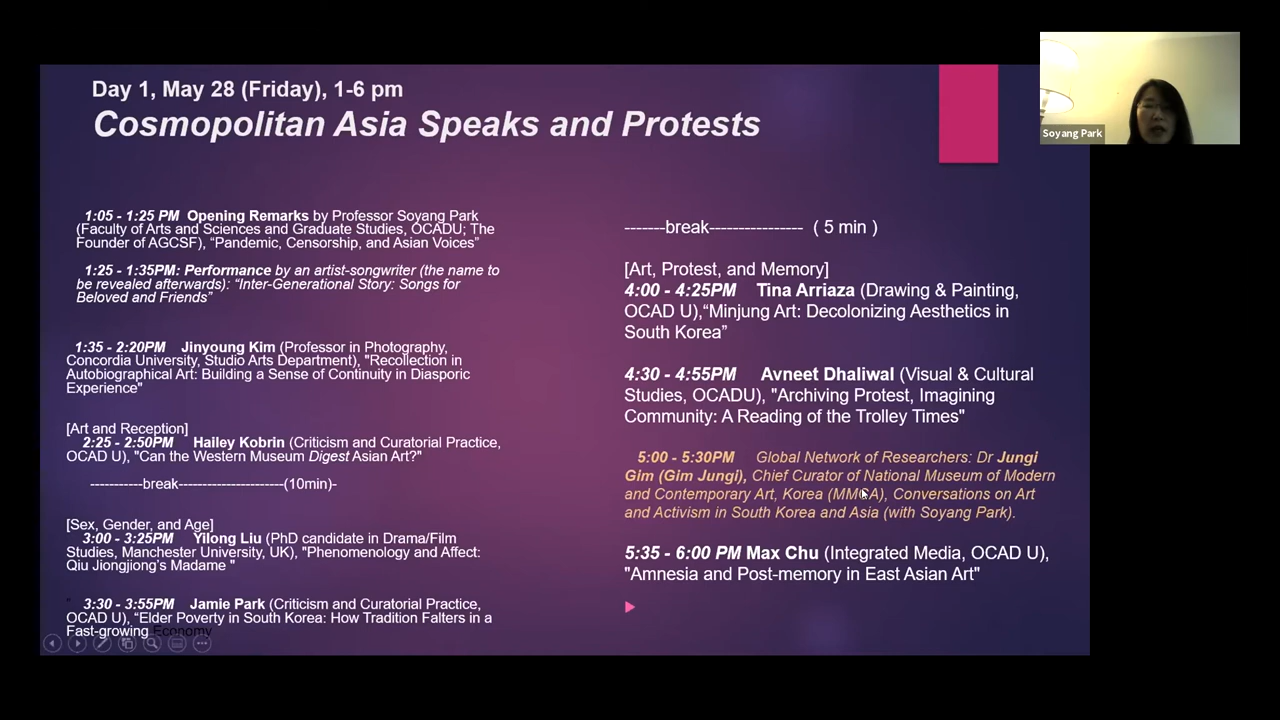 Day 1, May 28 (Friday), 1-6 pm
Cosmopolitan Asia Speaks and Protests
1:05 - 1:25 PM Opening Remarks by Professor Soyang Park
(Faculty of Arts and Sciences and Graduate Studies, OCADU; The
Founder of AGCSF), “Pandemic, Censorship, and Asian Voices”
1:25 - 1:35PM: Performance by an artist-songwriter (the name to
be revealed afterwards): “Inter-Generational Story: Songs for
Beloved and Friends”
1:35 - 2:20PM Jinyoung Kim (Professor in Photography,
Concordia University, Studio Arts Department), "Recollection in
Autobiographical Art: Building a Sense of Continuity in Diasporic
Experience"
[Art and Reception]
2:25 - 2:50PM Hailey Kobrin (Criticism and Curatorial Practice,
OCAD U), "Can the Western Museum Digest Asian Art?"
-----------break----------------------(10min)-
[Sex, Gender, and Age]
3:00 - 3:25PM Yilong Liu (PhD candidate in Drama/Film
Studies, Manchester University, UK), "Phenomenology and Affect:
Qiu Jiongjiong's Madame "
3:30 - 3:55PM Jamie Park (Criticism and Curatorial Practice,
OCAD U), “Elder Poverty in South Korea: How Tradition Falters in a
Fast-growing Economy
-------break---------------- ( 5 min )
[Art, Protest, and Memory]
4:00 - 4:25PM Tina Arriaza (Drawing & Painting,
OCAD U),“Minjung Art: Decolonizing Aesthetics in
South Korea”
4:30 - 4:55PM Avneet Dhaliwal (Visual & Cultural
Studies, OCADU), "Archiving Protest, Imagining
Community: A Reading of the Trolley Times"
5:00 - 5:30PM Global Network of Researchers: Dr Jungi
Gim (Gim Jungi), Chief Curator of National Museum of Modern
and Contemporary Art, Korea (MMCA), Conversations on Art
and Activism in South Korea and Asia (with Soyang Park).
5:35 - 6:00 PM Max Chu (Integrated Media, OCAD U),
"Amnesia and Post-memory in East Asian Art"
Soyang Park